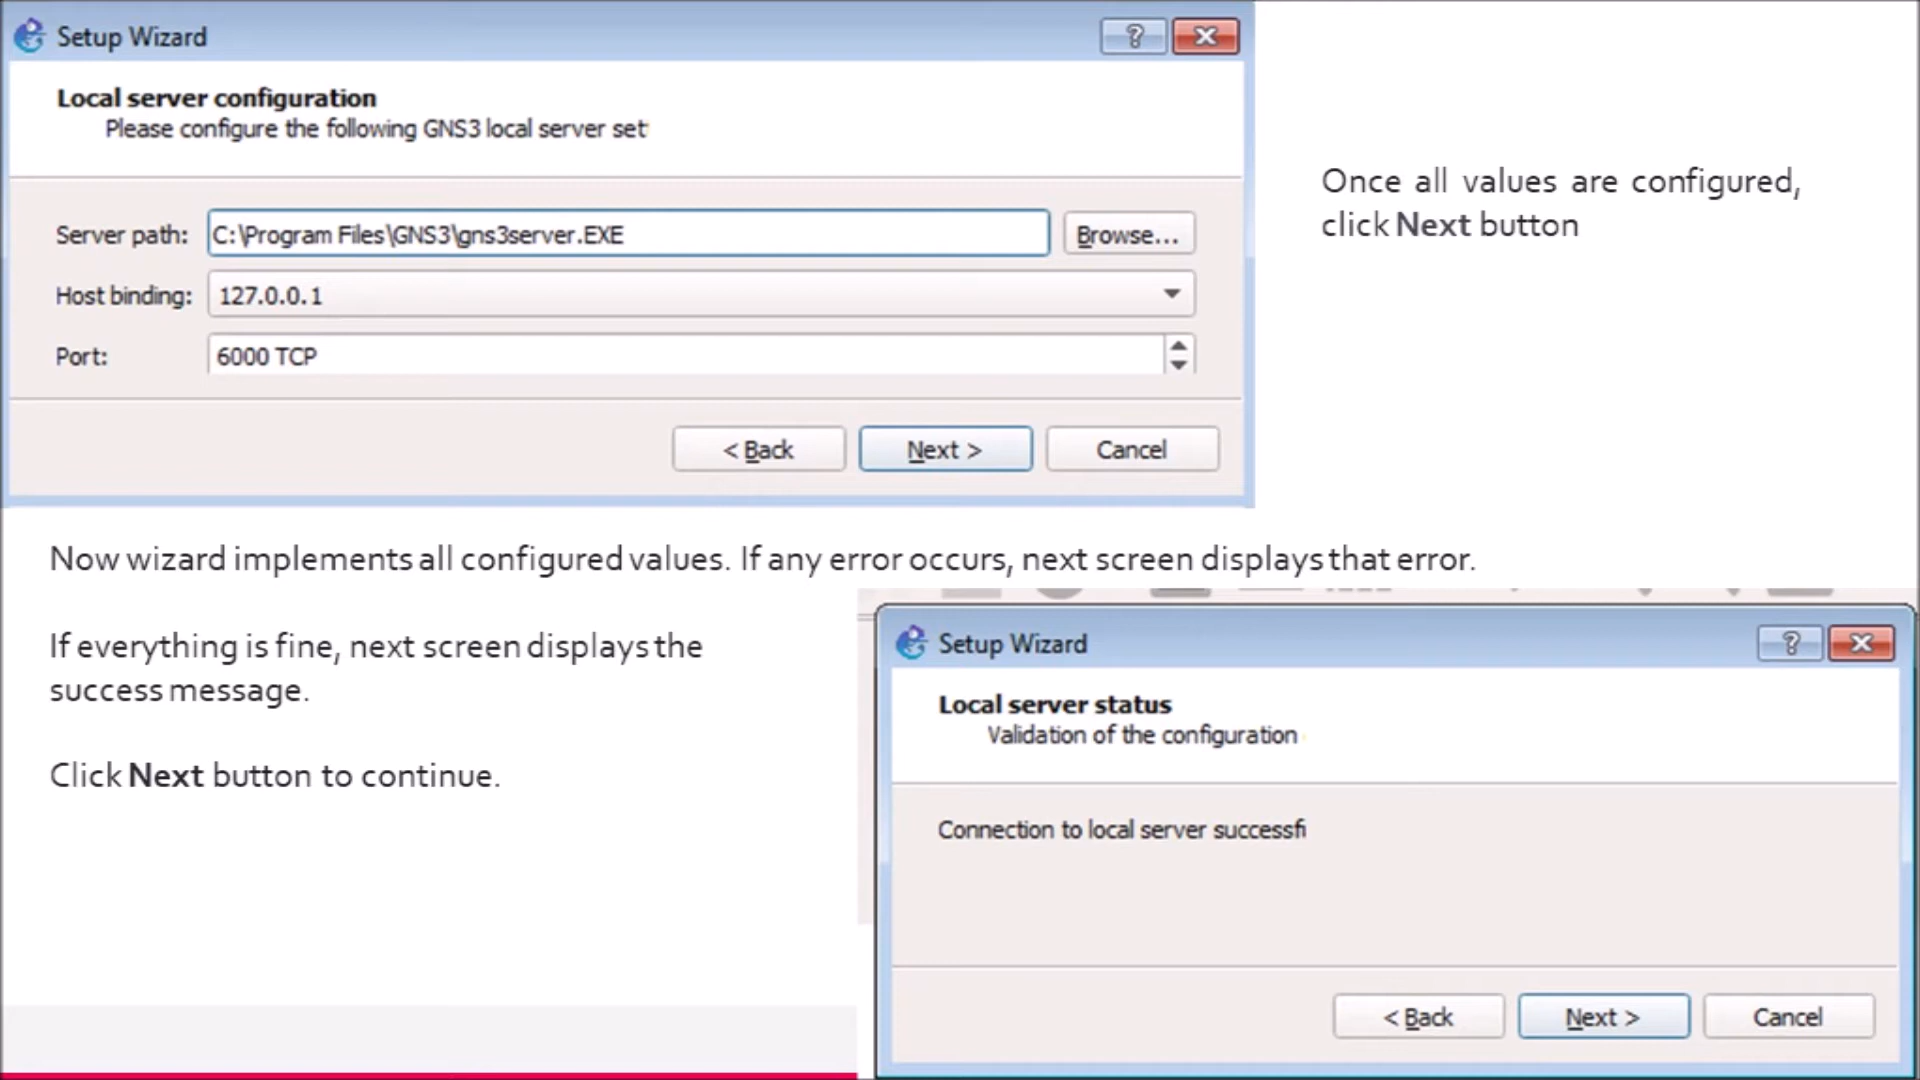 Setup Wizard
Local server configuration
Please configure the following GNS3 local server set
Server path: C:\Program Files\GNS3\gns3server.EXE Browse...
Host binding: 127.0.0.1
Port: 6000 TCP
< Back Next > Cancel
Once all values are configured,
click Next button
Now wizard implements all configured values. If any error occurs, next screen displays that error.
If everything is fine, next screen displays the
success message.
Click Next button to continue.
Setup Wizard
Local server status
Validation of the configuration
Connection to local server successf
< Back Next > Cancel